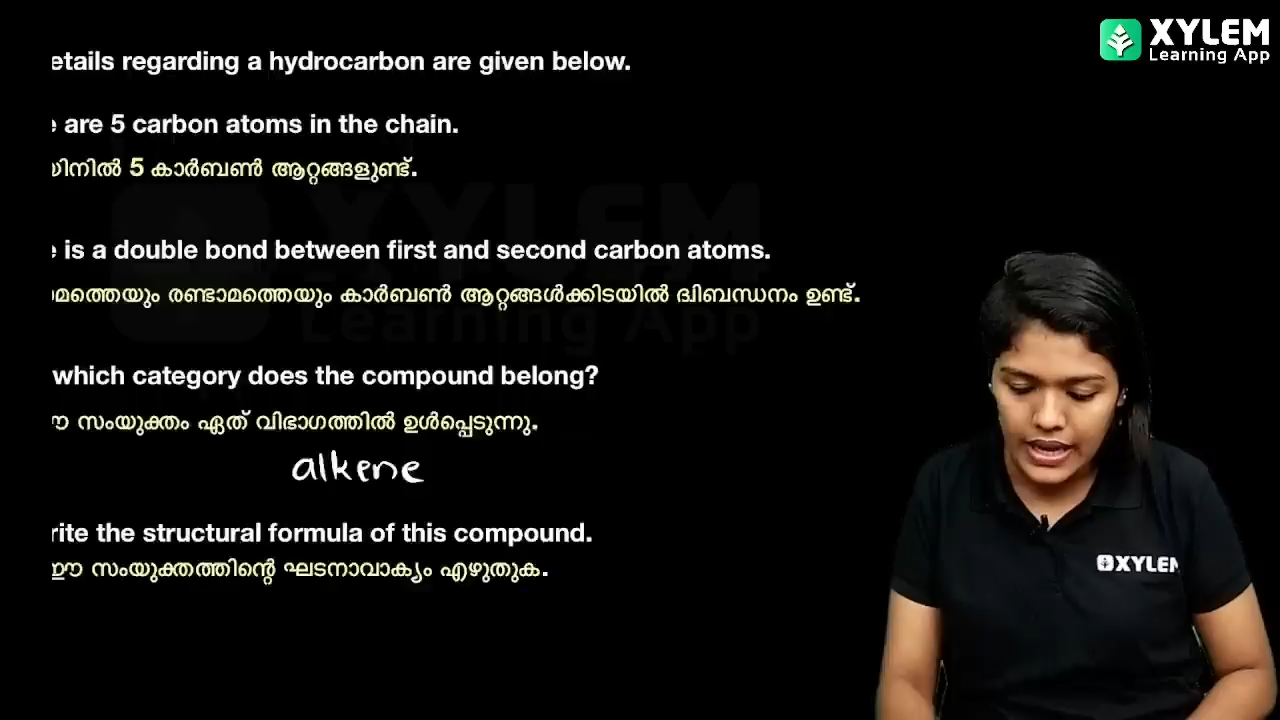 XYLEM
Learning App
etails regarding a hydrocarbon are given below.
are 5 carbon atoms in the chain.
യിനിൽ 5 കാർബൺ ആറ്റങ്ങളുണ്ട്.
XYLEM
is a double bond between first and second carbon atoms.
മത്തെയും രണ്ടാമത്തെയും കാർബൺ ആറ്റങ്ങൾക്കിടയിൽ ദ്വിബന്ധനം ഉണ്ട്.
Learning App
which category does the compound belong?
ഈ സംയുക്തം ഏത് വിഭാഗത്തിൽ ഉൾപ്പെടുന്നു.
alkene
rite the structural formula of this compound.
ഈ സംയുക്തത്തിന്റെ ഘടനാവാക്യം എഴുതുക.
XYLEM